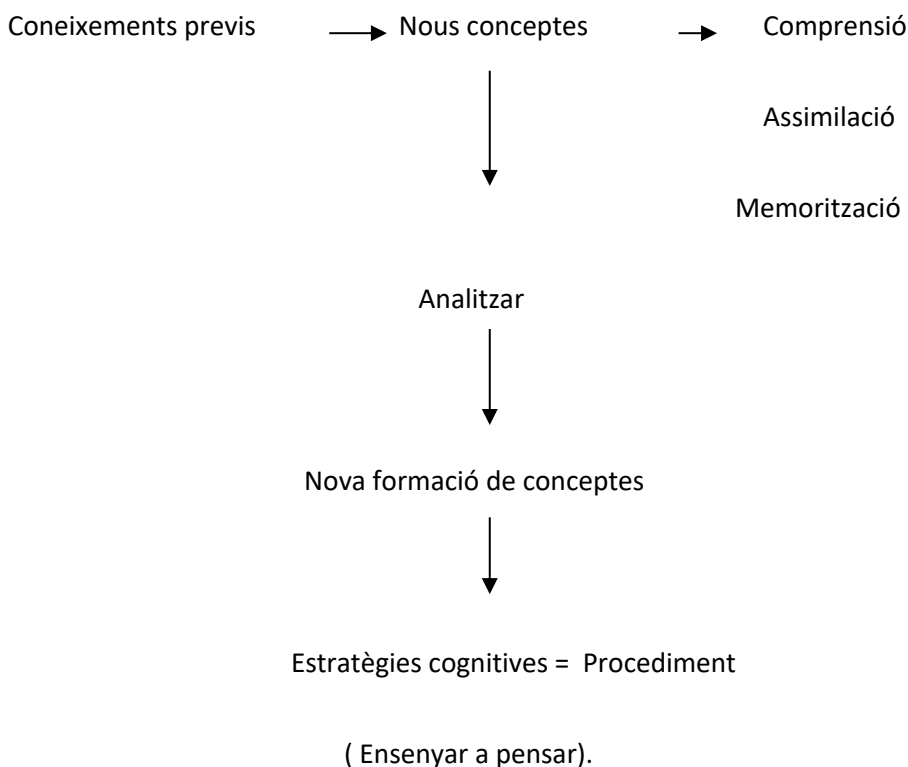 Coneixements previs Nous conceptes Comprensió
Assimilació
Memorització
Analitzar
Nova formació de conceptes
Estratègies cognitives = Procediment
( Ensenyar a pensar).